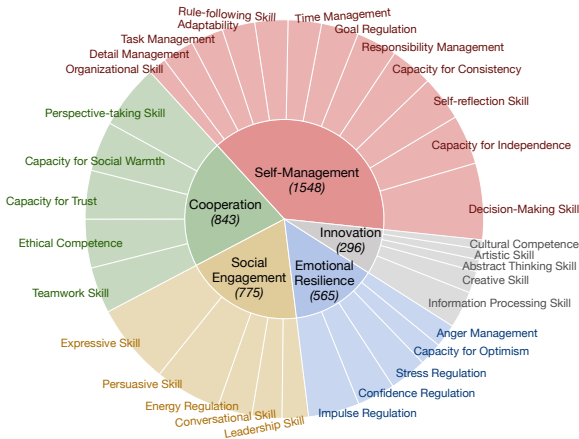 Rule-following Skill
Time Management
Adaptability
Goal Regulation
Task Management
Responsibility Management
Detail Management
Capacity for Consistency
Organizational Skill
Self-reflection Skill
Perspective-taking Skill
Capacity for Independence
Capacity for Social Warmth
Self-Management
(1548)
Capacity for Trust
Cooperation
(843)
Decision-Making Skill
Ethical Competence
Innovation
(296)
Cultural Competence
Artistic Skill
Abstract Thinking Skill
Social
Engagement
(775)
Emotional
Resilience
(565)
Creative Skill
Teamwork Skill
Information Processing Skill
Anger Management
Expressive Skill
Capacity for Optimism
Stress Regulation
Persuasive Skill
Confidence Regulation
Energy Regulation
Impulse Regulation
Conversational Skill
Leadership Skill